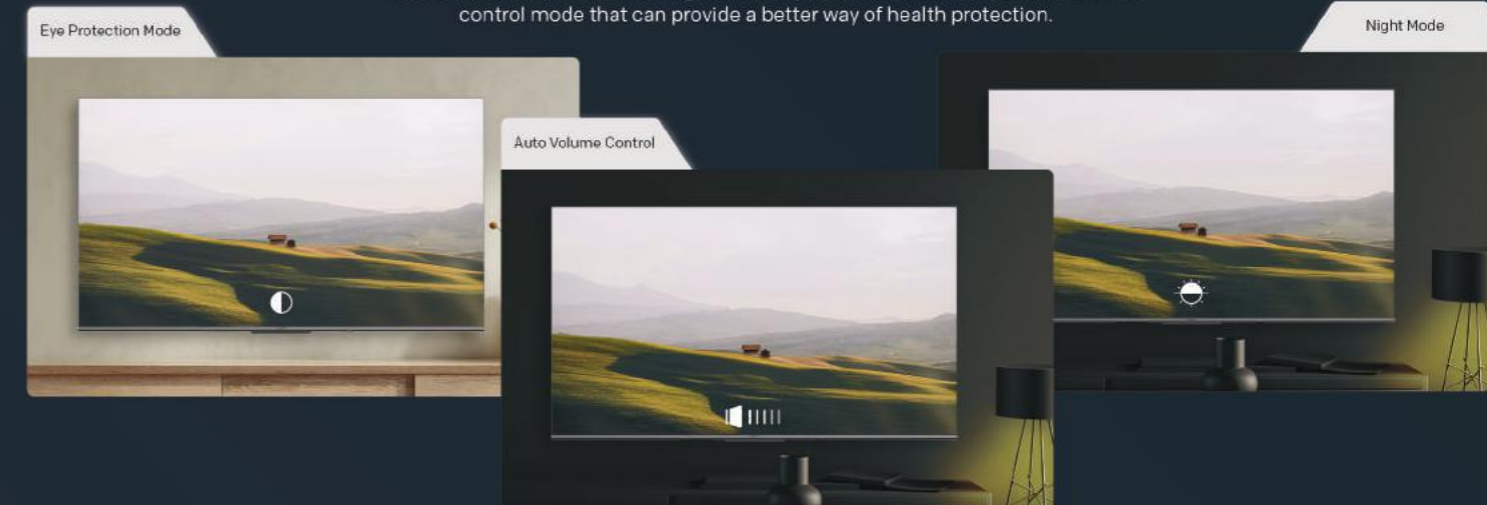 control mode that can provide a better way of health protection.
Eye Protection Mode
Night Mode
Auto Volume Control